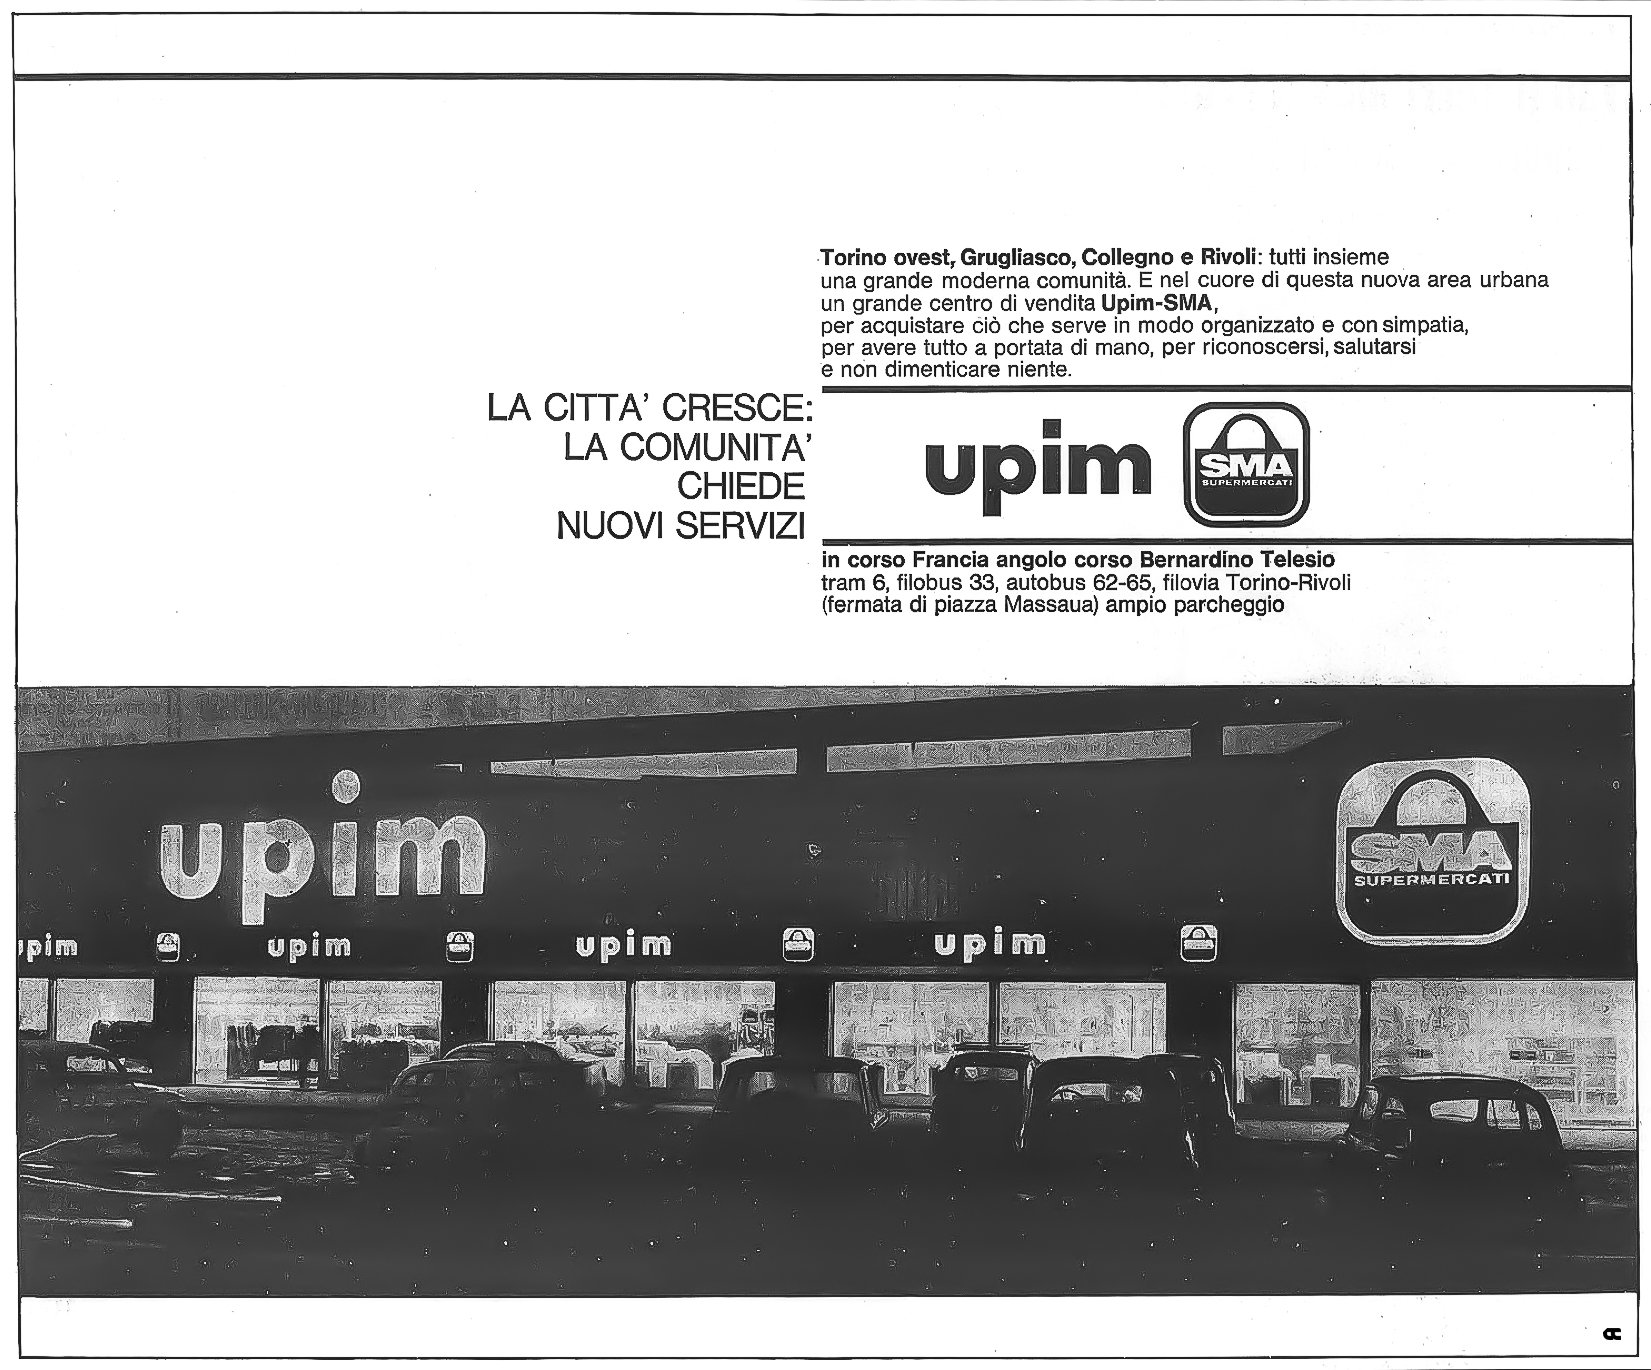 Torino ovest, Grugliasco, Collegno e Rivoli: tutti insieme
una grande moderna comunità. E nel cuore di questa nuova area urbana
un grande centro di vendita Upim-SMA,
per acquistare ciò che serve in modo organizzato e con simpatia,
per avere tutto a portata di mano, per riconoscersi, salutarsi
e non dimenticare niente.
LA CITTA' CRESCE:
LA COMUNITA'
CHIEDE
NUOVI SERVIZI
upim
SMA
SUPERMERCATI
in corso Francia angolo corso Bernardino Telesio
tram 6, filobus 33, autobus 62-65, filovia Torino-Rivoli
(fermata di piazza Massaua) ampio parcheggio
upim
SMA
SUPERMERCATI
upim
upim
upim
upim